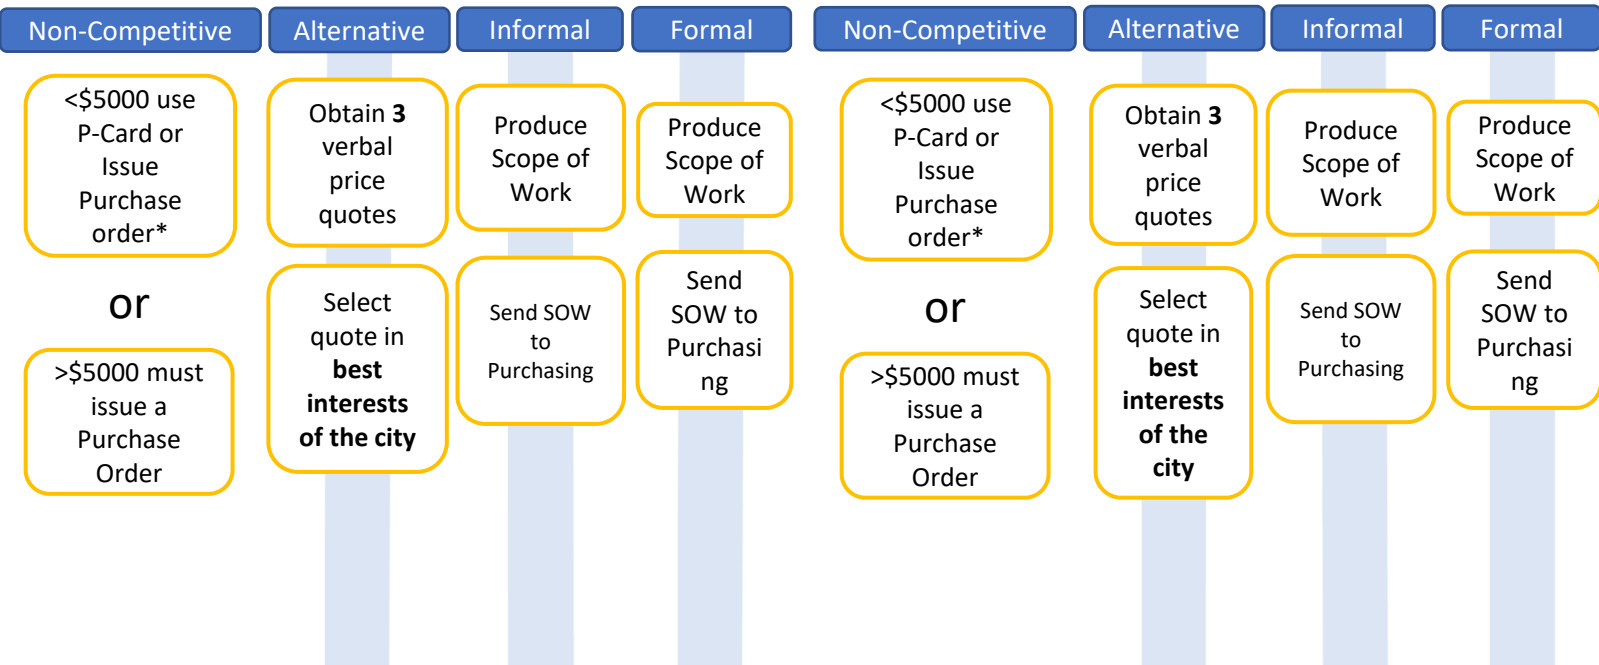 Non-Competitive
Alternative
Informal
Formal
<$5000 use
P-Card or
Issue
Purchase
order*
or
>$5000 must
issue a
Purchase
Order
Obtain 3
verbal
price
quotes
Select
quote in
best
interests
of the city
Produce
Scope of
Work
Send SOW
to
Purchasing
Produce
Scope of
Work
Send
SOW to
Purchasi
ng
Non-Competitive
Alternative
Informal
Formal
<$5000 use
P-Card or
Issue
Purchase
order*
or
>$5000 must
issue a
Purchase
Order
Obtain 3
verbal
price
quotes
Select
quote in
best
interests
of the
city
Produce
Scope of
Work
Send SOW
to
Purchasing
Produce
Scope of
Work
Send
SOW to
Purchasi
ng